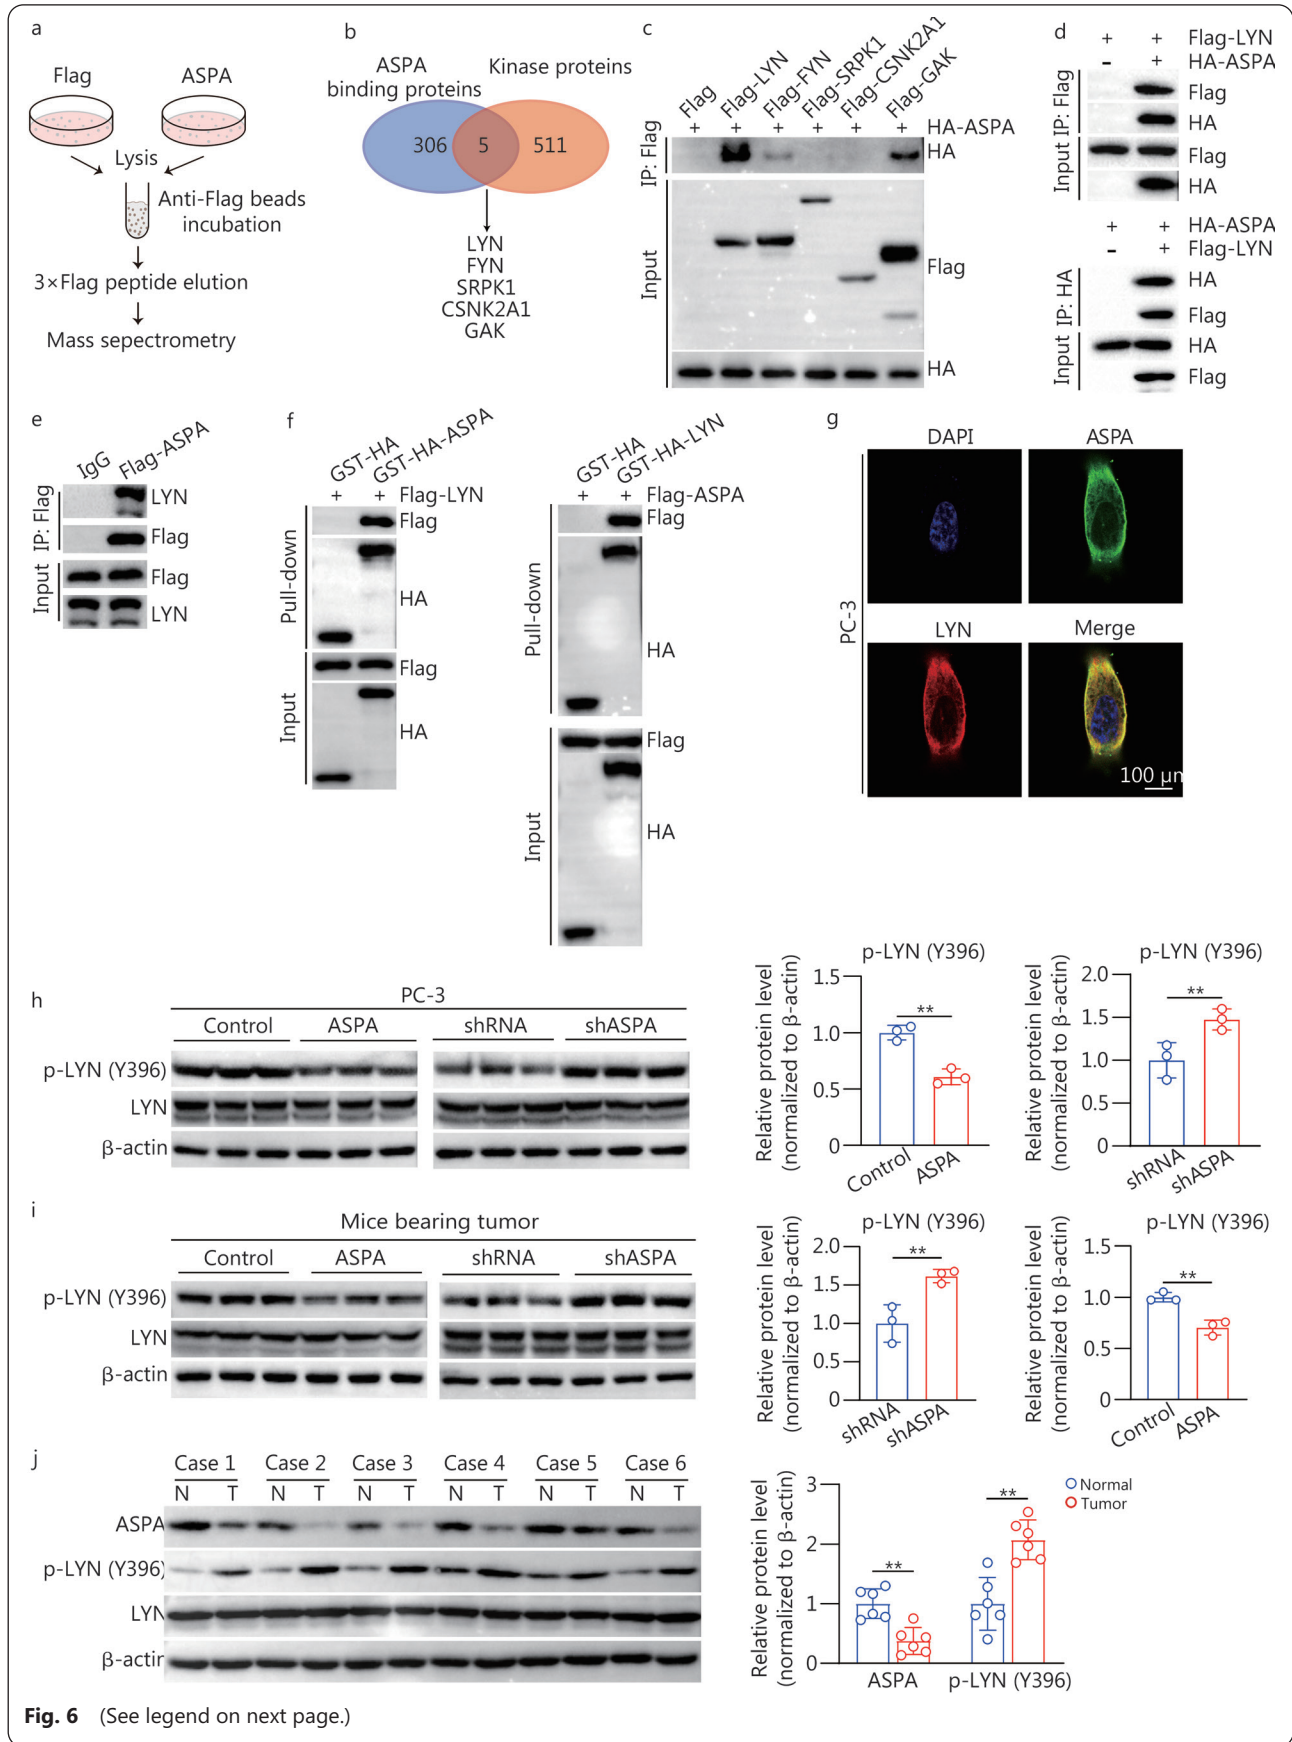 a
Flag
ASPA
Lysis
Anti-Flag beads
incubation
3×Flag peptide elution
Mass sepectrometry
b
ASPA
binding proteins
Kinase proteins
306
5
511
LYN
FYN
SRPK1
CSNK2A1
GAK
c
Flag
Flag-LYN
Flag-FYN
Flag-SRPK1
Flag-CSNK2A1
Flag-GAK
+ + + + + + HA-ASPA
IP: Flag
HA
Input
Flag
HA
d
+ + Flag-LYN
- + HA-ASPA
IP: Flag
Flag
HA
Input
Flag
HA
+ + HA-ASPA
- + Flag-LYN
IP: HA
HA
Flag
Input
HA
Flag
e
IgG
Flag-ASPA
IP: Flag
LYN
Flag
Input
Flag
LYN
f
GST-HA
GST-HA-ASPA
+ + Flag-LYN
Pull-down
Flag
HA
Input
Flag
HA
GST-HA
GST-HA-LYN
+ + Flag-ASPA
Pull-down
Flag
HA
Input
Flag
HA
g
DAPI
ASPA
PC-3
LYN
Merge
100 μm
h
PC-3
Control ASPA shRNA shASPA
p-LYN (Y396)
LYN
β-actin
p-LYN (Y396)
Relative protein level
(normalized to β-actin)
1.5
1.0
0.5
0
**
Control
ASPA
p-LYN (Y396)
Relative protein level
(normalized to β-actin)
2.0
1.5
1.0
0.5
0
**
shRNA
shASPA
i
Mice bearing tumor
Control ASPA shRNA shASPA
p-LYN (Y396)
LYN
β-actin
p-LYN (Y396)
Relative protein level
(normalized to β-actin)
2.0
1.5
1.0
0.5
0
**
shRNA
shASPA
p-LYN (Y396)
Relative protein level
(normalized to β-actin)
1.5
1.0
0.5
0
**
Control
ASPA
j
Case 1 Case 2 Case 3 Case 4 Case 5 Case 6
N T N T N T N T N T N T
ASPA
p-LYN (Y396)
LYN
β-actin
Relative protein level
(normalized to β-actin)
3
2
1
0
**
**
ASPA
p-LYN (Y396)
Normal
Tumor
Fig. 6 (See legend on next page.)